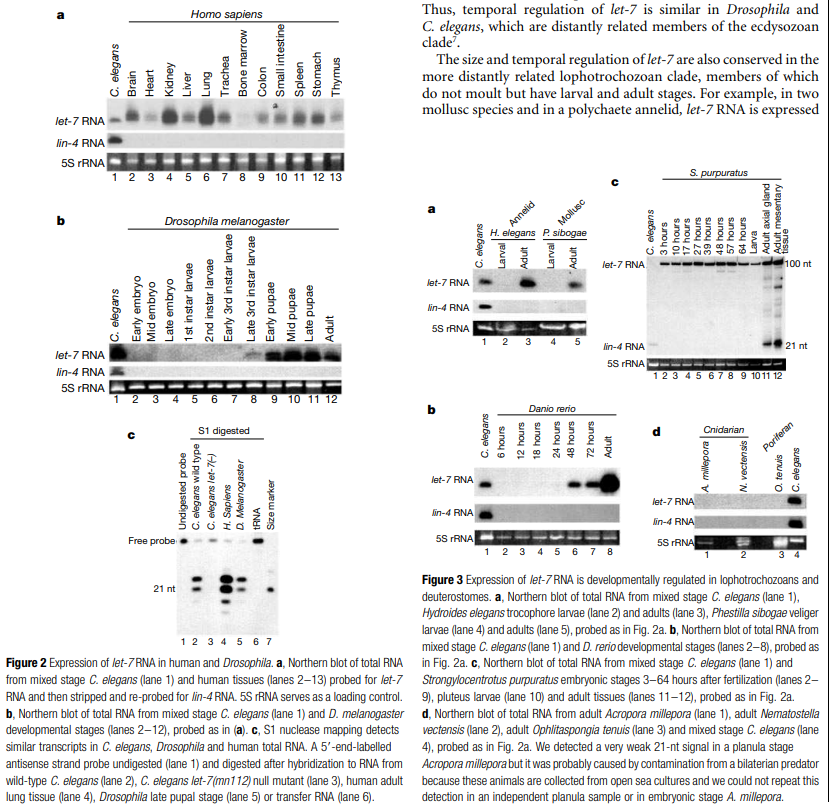 a
Homo sapiens
C. elegans
Brain
Heart
Kidney
Liver
Lung
Trachea
Bone marrow
Colon
Small intestine
Spleen
Stomach
Thymus
let-7 RNA
lin-4 RNA
5S rRNA
1 2 3 4 5 6 7 8 9 10 11 12 13
b
Drosophila melanogaster
C. elegans
Early embryo
Mid embryo
Late embryo
1st instar larvae
2nd instar larvae
Early 3rd instar larvae
Late 3rd instar larvae
Early pupae
Mid pupae
Late pupae
Adult
let-7 RNA
lin-4 RNA
5S rRNA
1 2 3 4 5 6 7 8 9 10 11 12
c
S1 digested
Undigested probe
C. elegans wild type
C. elegans let-7(-)
H. Sapiens
D. Melanogaster
tRNA
Size marker
Free probe
21 nt
1 2 3 4 5 6 7
Figure 2 Expression of let-7 RNA in human and Drosophila. a, Northern blot of total RNA
from mixed stage C. elegans (lane 1) and human tissues (lanes 2–13) probed for let-7
RNA and then stripped and re-probed for lin-4 RNA. 5S rRNA serves as a loading control.
b, Northern blot of total RNA from mixed stage C. elegans (lane 1) and D. melanogaster
developmental stages (lanes 2–12), probed as in (a). c, S1 nuclease mapping detects
similar transcripts in C. elegans, Drosophila and human total RNA. A 5′-end-labelled
antisense strand probe undigested (lane 1) and digested after hybridization to RNA from
wild-type C. elegans (lane 2), C. elegans let-7(mn112) null mutant (lane 3), human adult
lung tissue (lane 4), Drosophila late pupal stage (lane 5) or transfer RNA (lane 6).
Thus, temporal regulation of let-7 is similar in Drosophila and
C. elegans, which are distantly related members of the ecdysozoan
clade7.
The size and temporal regulation of let-7 are also conserved in the
more distantly related lophotrochozoan clade, members of which
do not moult but have larval and adult stages. For example, in two
mollusc species and in a polychaete annelid, let-7 RNA is expressed
a
Annelid
Mollusc
H. elegans
P. sibogae
C. elegans
Larval
Adult
Larval
Adult
let-7 RNA
lin-4 RNA
5S rRNA
1 2 3 4 5
c
S. purpuratus
C. elegans
3 hours
10 hours
17 hours
27 hours
39 hours
48 hours
57 hours
64 hours
Larva
Adult axial gland
Adult mesentary
tissue
let-7 RNA
100 nt
lin-4 RNA
21 nt
5S rRNA
1 2 3 4 5 6 7 8 9 10 11 12
b
Danio rerio
C. elegans
6 hours
12 hours
18 hours
24 hours
48 hours
72 hours
Adult
let-7 RNA
lin-4 RNA
5S rRNA
1 2 3 4 5 6 7 8
d
Cnidarian
Poriferan
A. millepora
N. vectensis
O. tenuis
C. elegans
let-7 RNA
lin-4 RNA
5S rRNA
1 2 3 4
Figure 3 Expression of let-7 RNA is developmentally regulated in lophotrochozoans and
deuterostomes. a, Northern blot of total RNA from mixed stage C. elegans (lane 1),
Hydroides elegans trocophore larvae (lane 2) and adults (lane 3), Phestilla sibogae veliger
larvae (lane 4) and adults (lane 5), probed as in Fig. 2a. b, Northern blot of total RNA from
mixed stage C. elegans (lane 1) and D. rerio developmental stages (lanes 2–8), probed as
in Fig. 2a. c, Northern blot of total RNA from mixed stage C. elegans (lane 1) and
Strongylocentrotus purpuratus embryonic stages 3–64 hours after fertilization (lanes 2–
9), pluteus larvae (lane 10) and adult tissues (lanes 11–12), probed as in Fig. 2a.
d, Northern blot of total RNA from adult Acropora millepora (lane 1), adult Nematostella
vectensis (lane 2), adult Ophlitaspongia tenuis (lane 3) and mixed stage C. elegans (lane
4), probed as in Fig. 2a. We detected a very weak 21-nt signal in a planula stage
Acropora millepora but it was probably caused by contamination from a bilaterian predator
because these animals are collected from open sea cultures and we could not repeat this
detection in an independent planula sample or in embryonic stage A. millepora.